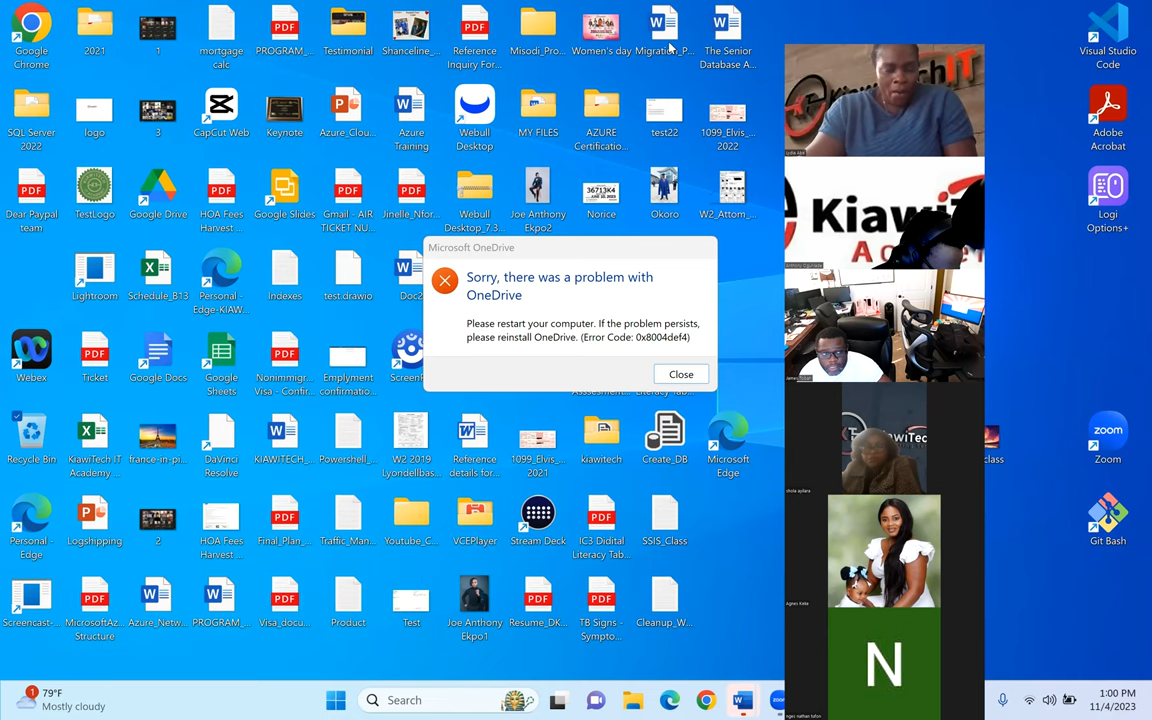 Google
Chrome
2021
1
mortgage
calc
PROGRAM_...
Testimonial
Shanceline_...
Reference
Inquiry For...
Misodi_Pro...
Women's day
Migration_P...
The Senior
Database A...
Visual Studio
Code
SQL Server
2022
logo
3
CapCut Web
Keynote
Azure_Clou...
Azure
Training
Webull
Desktop
MY FILES
AZURE
Certificatio...
test22
1099_Elvis_...
2022
Adobe
Acrobat
Dear Paypal
team
TestLogo
Google Drive
HOA Fees
Harvest ...
Google Slides
Gmail - AIR
TICKET NU...
Jinelle_Nfor...
Webull
Desktop_7.3...
Joe Anthony
Ekpo2
36713K4
Norice
Okoro
W2_Attom_...
Logi
Options+
Lightroom
Schedule_B13
Personal -
Edge-KIAW...
Indexes
test.drawio
Doc2
Microsoft OneDrive
Sorry, there was a problem with
OneDrive
Please restart your computer. If the problem persists,
please reinstall OneDrive. (Error Code: 0x8004def4)
Close
Webex
Ticket
Google Docs
Google
Sheets
Nonimmigr...
Visa - Confir...
Emplyment
confirmatio...
Recycle Bin
KiawiTech IT
Academy...
france-in-pi...
DaVinci
Resolve
KIAWITECH_...
Powershell_...
W2 2019
Lyondellbas...
Reference
details for...
1099_Elvis_...
2021
kiawitech
Create_DB
Microsoft
Edge
class
zoom
Zoom
Personal -
Edge
Logshipping
2
HOA Fees
Harvest ...
Final_Plan_...
Traffic_Man...
Youtube_C...
VCEPlayer
Stream Deck
IC3 Didital
Literacy Tab...
SSIS_Class
Git Bash
Screencast-...
MicrosoftAz...
Structure
Azure_Netw...
PROGRAM_...
Visa_docu...
Product
Test
Joe Anthony
Ekpo1
Resume_DK...
TB Signs -
Sympto...
Cleanup_W...
N
79°F
Mostly cloudy
Search
1:00 PM
11/4/2023